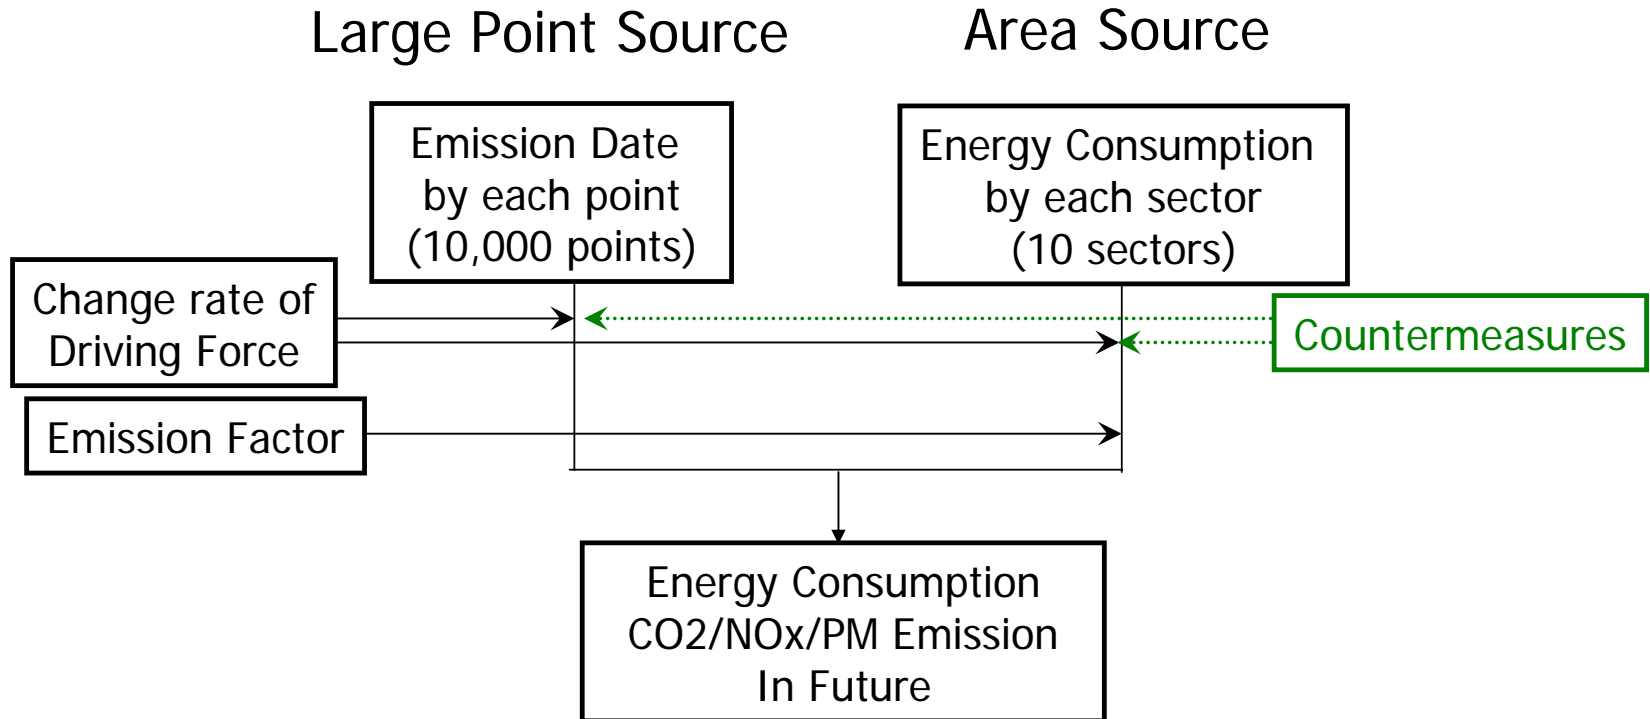 Large Point Source
Area Source
Emission Date
by each point
(10,000 points)
Energy Consumption
by each sector
(10 sectors)
Change rate of
Driving Force
Countermeasures
Emission Factor
Energy Consumption
CO2/NOx/PM Emission
In Future